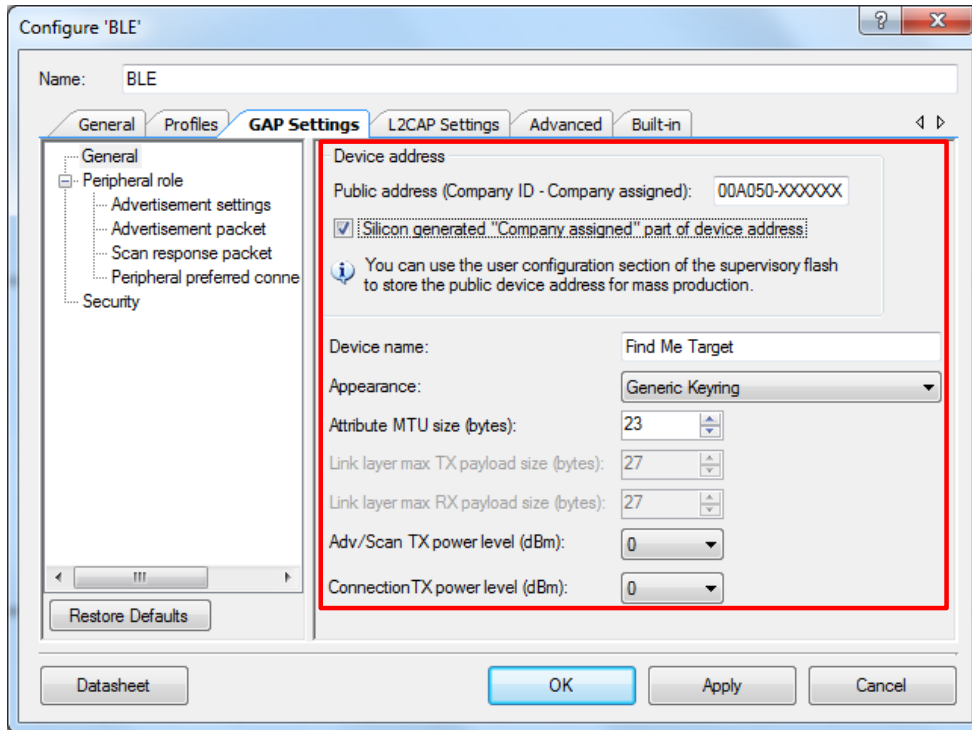 Configure 'BLE'
Name: BLE
General Profiles GAP Settings L2CAP Settings Advanced Built-in
General
Peripheral role
Advertisement settings
Advertisement packet
Scan response packet
Peripheral preferred conne
Security
Restore Defaults
Device address
Public address (Company ID - Company assigned): 00A050-XXXXXX
Silicon generated "Company assigned" part of device address
You can use the user configuration section of the supervisory flash
to store the public device address for mass production.
Device name: Find Me Target
Appearance: Generic Keyring
Attribute MTU size (bytes): 23
Link layer max TX payload size (bytes): 27
Link layer max RX payload size (bytes): 27
Adv/Scan TX power level (dBm): 0
Connection TX power level (dBm): 0
Datasheet OK Apply Cancel